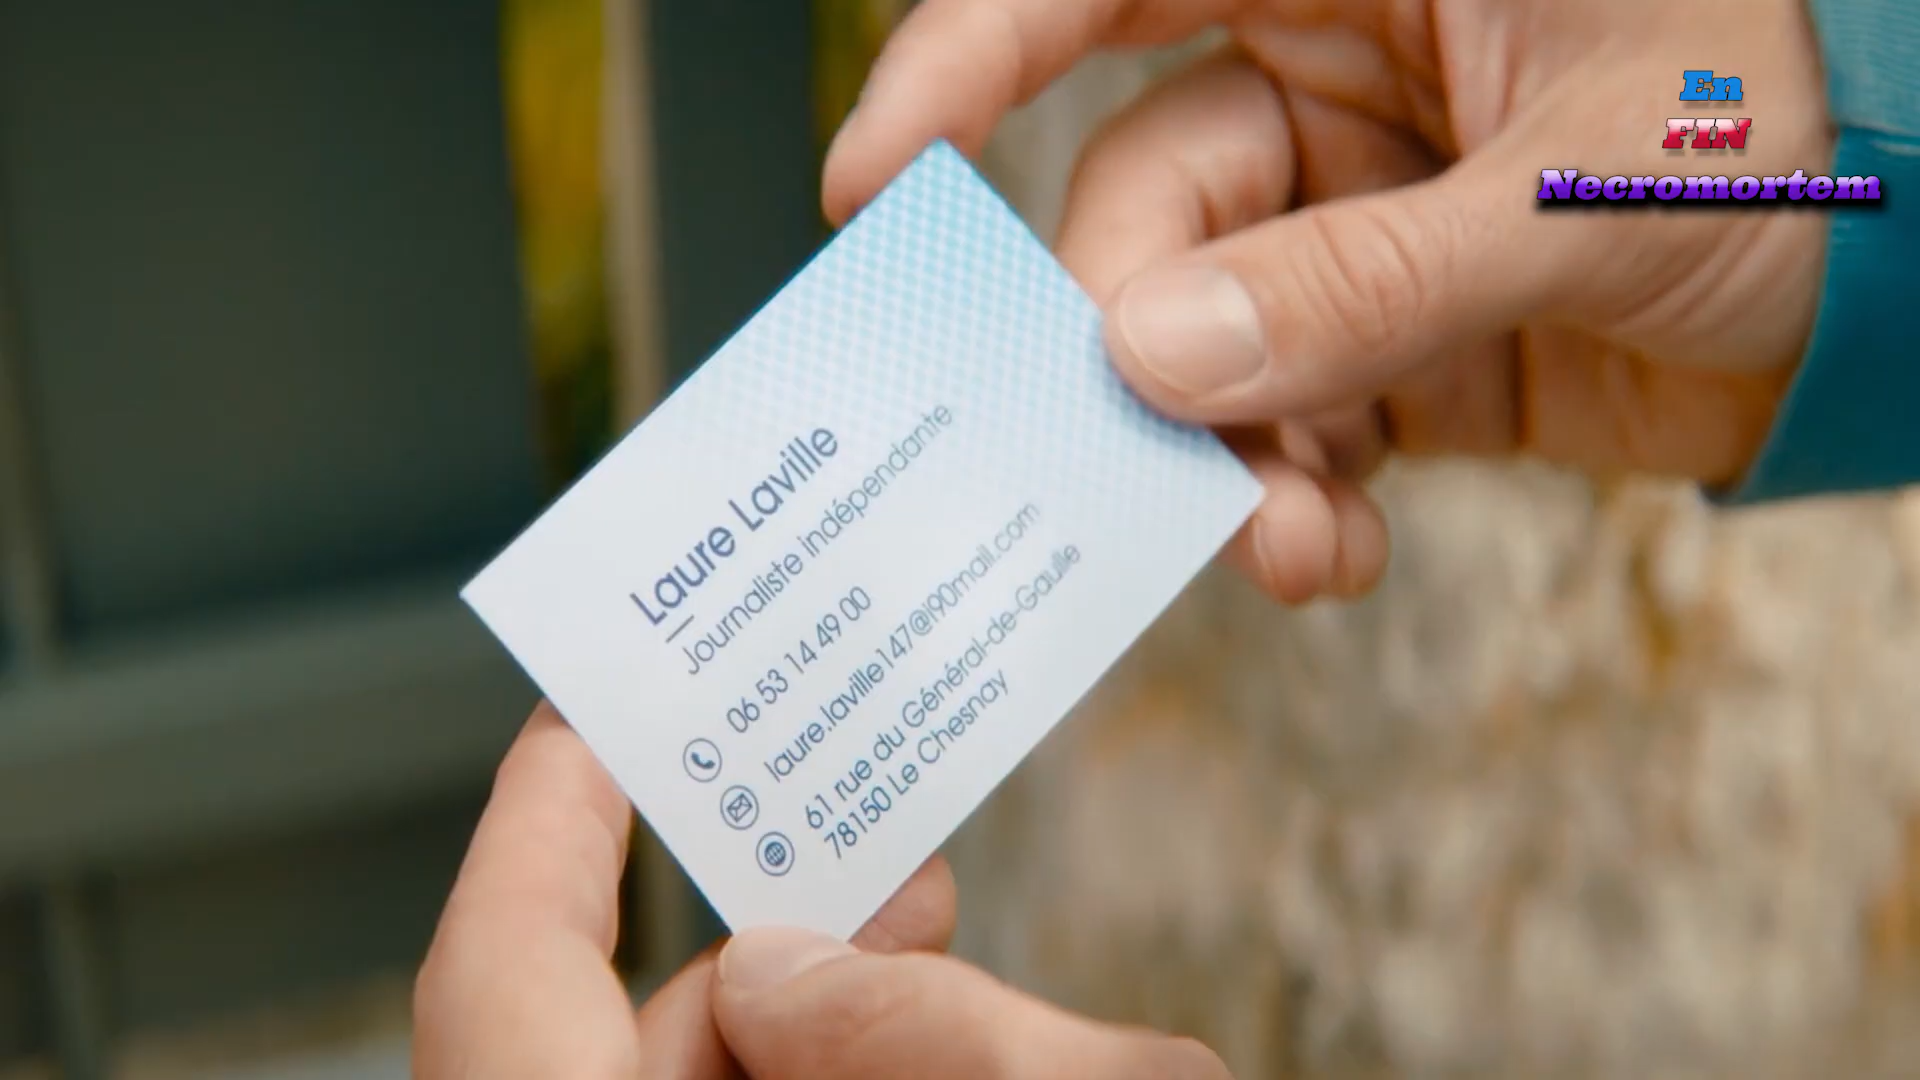 En
FIN
Necromortem
Laure Laville
Journaliste indépendante
06 53 14 49 00
laure.laville147@l90mail.com
61 rue du Général-de-Gaulle
78150 Le Chesnay